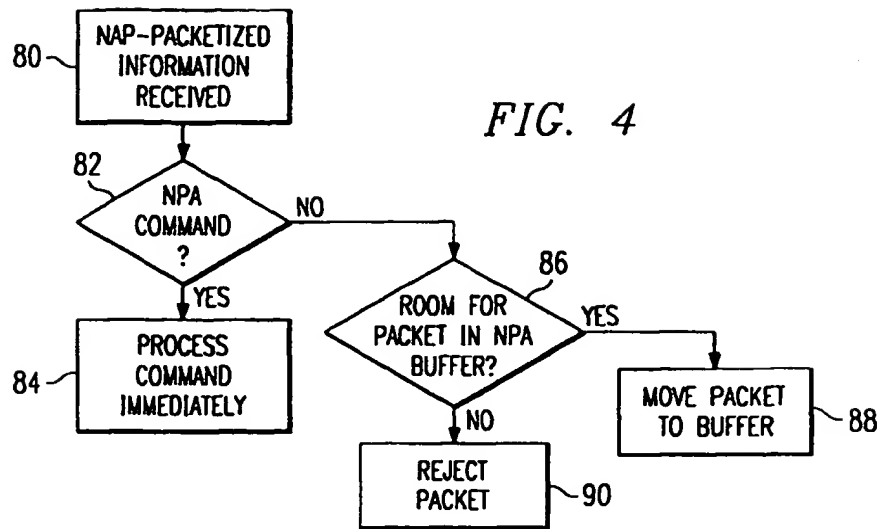 80
NAP-PACKETIZED
INFORMATION
RECEIVED
FIG. 4
82
NPA
COMMAND
?
NO
YES
84
PROCESS
COMMAND
IMMEDIATELY
86
ROOM FOR
PACKET IN NPA
BUFFER?
YES
NO
MOVE PACKET
TO BUFFER
88
REJECT
PACKET
90